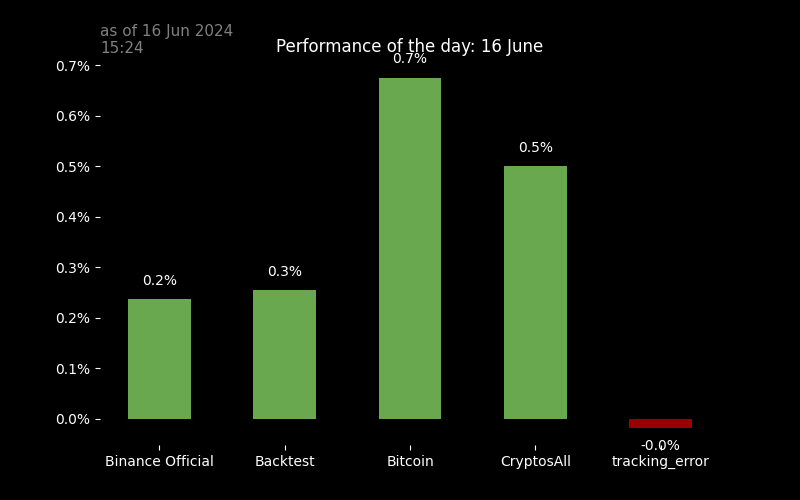 as of 16 Jun 2024
15:24
Performance of the day: 16 June
0.7%
0.7%
0.6%
0.5%
0.5%
0.4%
0.3%
0.3%
0.2%
0.2%
0.1%
0.0%
-0.0%
Binance Official
Backtest
Bitcoin
CryptosAll
tracking_error